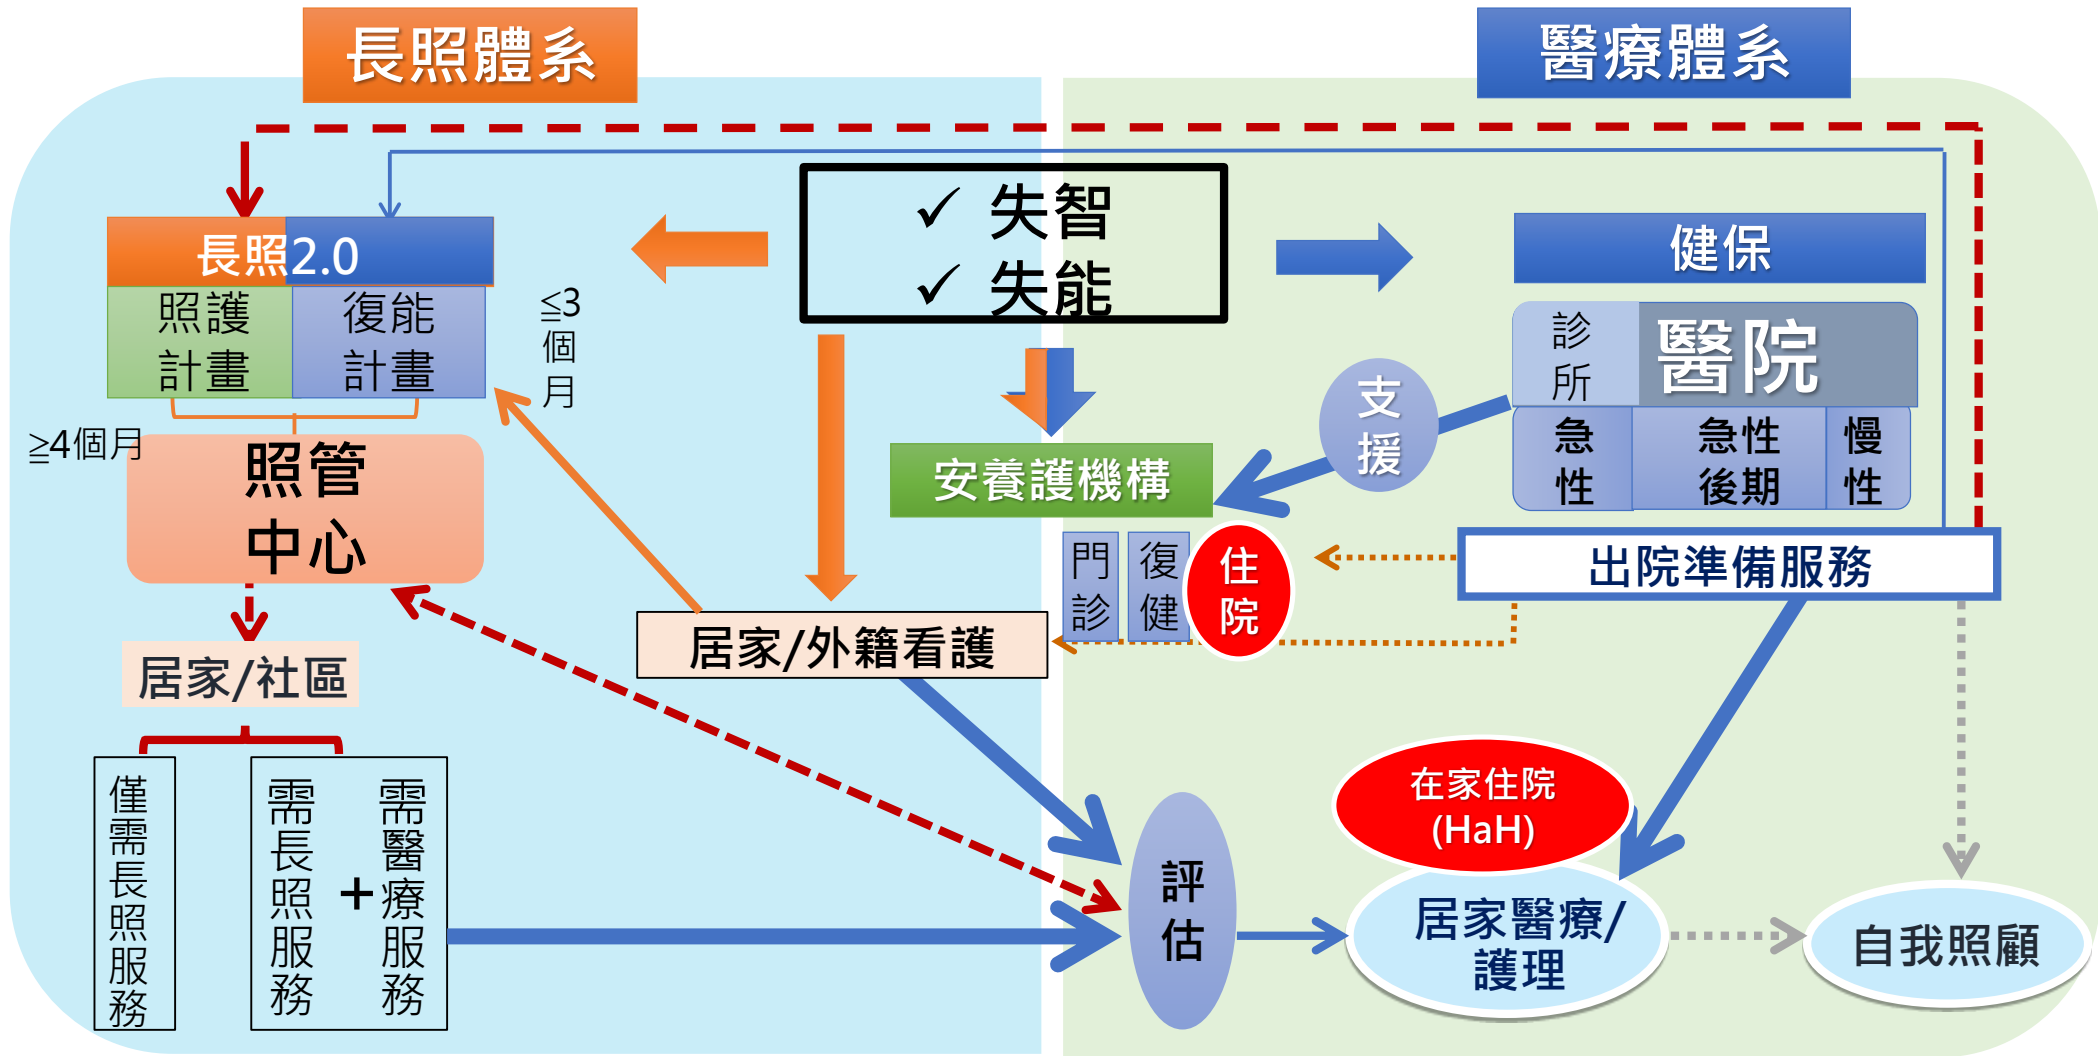 長照體系
醫療體系
✓ 失智
✓ 失能
長照2.0
照護
計畫
復能
計畫
≦3
個
月
≧4個月
照管
中心
居家/社區
僅需長照服務
需長照服務
+
需醫療服務
健保
診
所
醫院
急
性
急性
後期
慢
性
支
援
安養護機構
門
診
復
健
住
院
出院準備服務
居家/外籍看護
在家住院
(HaH)
評
估
居家醫療/
護理
自我照顧